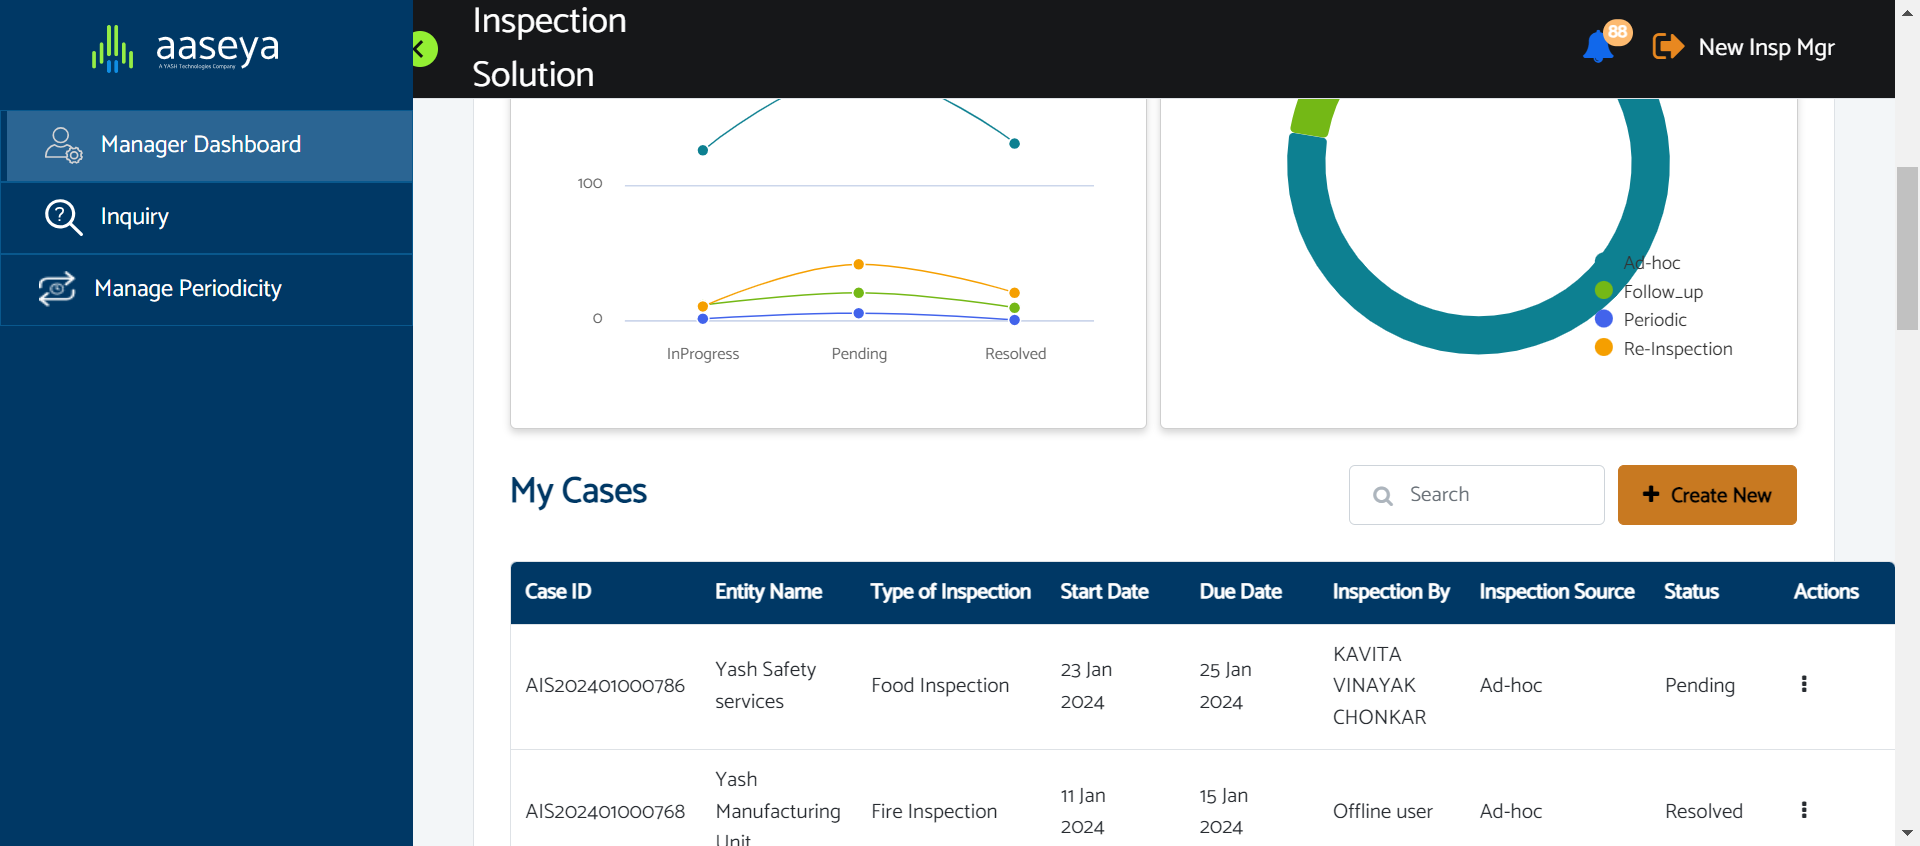 aaseya
A YASH Technologies Company
Inspection
Solution
88
New Insp Mgr
Manager Dashboard
Inquiry
Manage Periodicity
100
0
InProgress
Pending
Resolved
Ad-hoc
Follow_up
Periodic
Re-Inspection
My Cases
Search
Create New
Case ID Entity Name Type of Inspection Start Date Due Date Inspection By Inspection Source Status Actions
AIS202401000786
Yash Safety
services
Food Inspection
23 Jan
2024
25 Jan
2024
KAVITA
VINAYAK
CHONKAR
Ad-hoc
Pending
AIS202401000768
Yash
Manufacturing
Unit
Fire Inspection
11 Jan
2024
15 Jan
2024
Offline user
Ad-hoc
Resolved